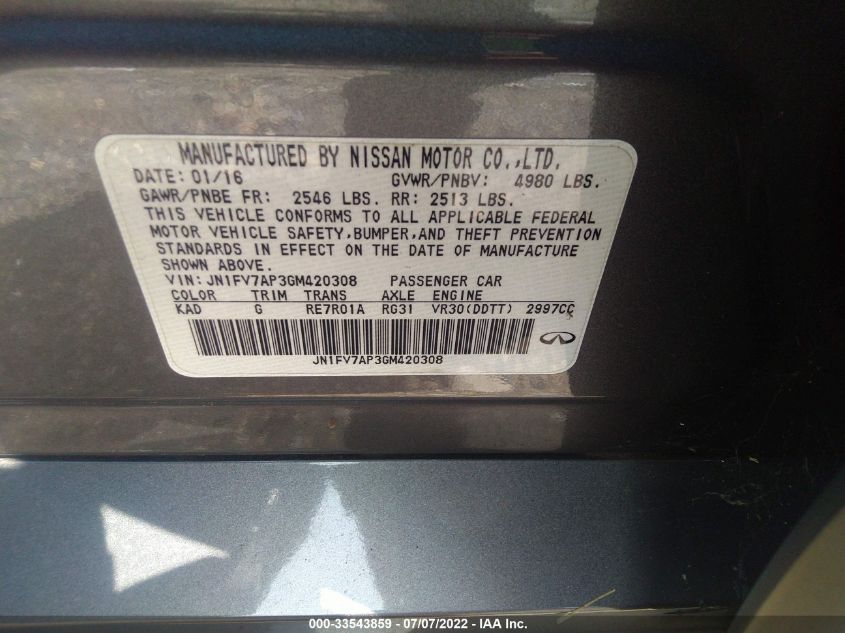 MANUFACTURED BY NISSAN MOTOR CO.,LTD.
DATE: 01/16 GVWR/PNBV: 4980 LBS.
GAWR/PNBE FR: 2546 LBS. RR: 2513 LBS.
THIS VEHICLE CONFORMS TO ALL APPLICABLE FEDERAL
MOTOR VEHICLE SAFETY,BUMPER,AND THEFT PREVENTION
STANDARDS IN EFFECT ON THE DATE OF MANUFACTURE
SHOWN ABOVE.
VIN: JN1FV7AP3GM420308 PASSENGER CAR
COLOR TRIM TRANS AXLE ENGINE
KAD G RE7R01A RG31 VR30(DDTT) 2997CC
JN1FV7AP3GM420308
000-33543859 - 07/07/2022 - IAA Inc.